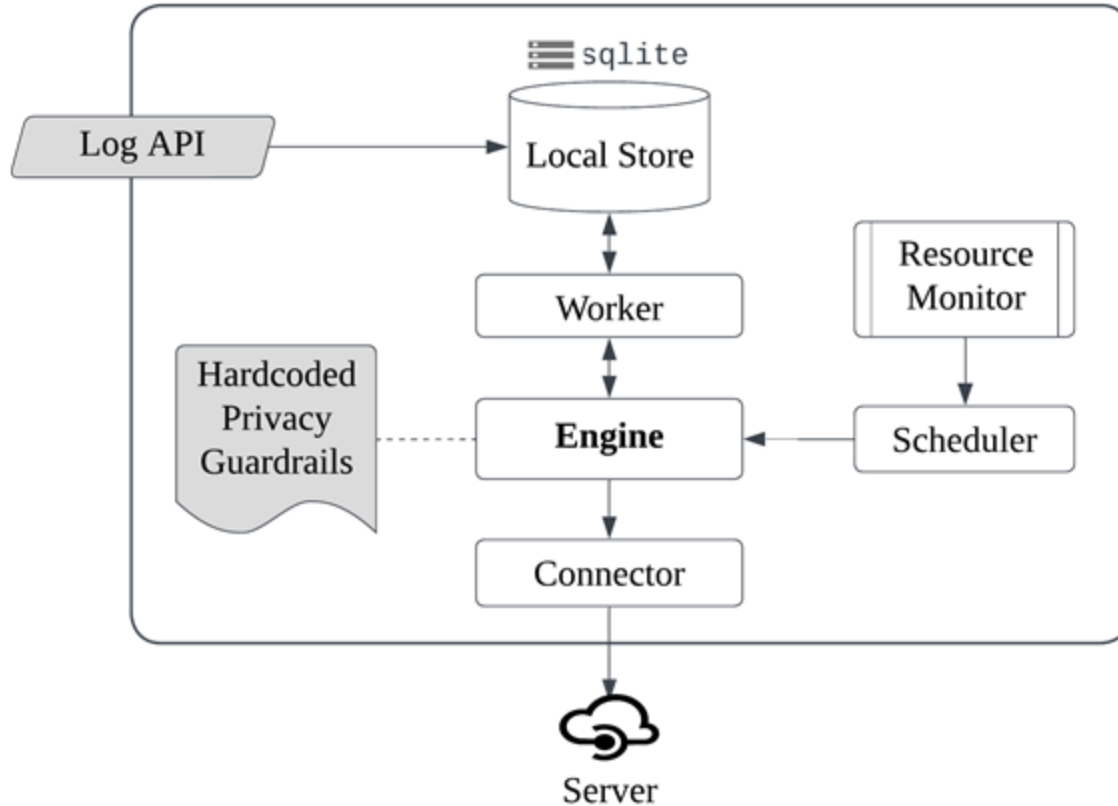 sqlite
Log API
Local Store
Resource
Monitor
Worker
Hardcoded
Privacy
Guardrails
Engine
Scheduler
Connector
Server